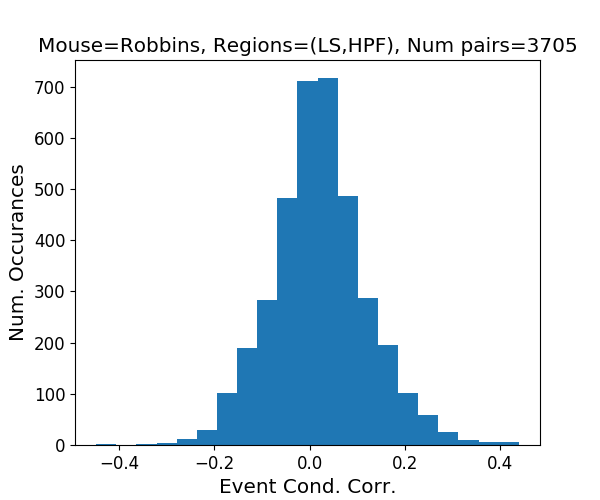 Mouse=Robbins, Regions=(LS,HPF), Num pairs=3705
Num. Occurances
700
600
500
400
300
200
100
0
−0.4 −0.2 0.0 0.2 0.4
Event Cond. Corr.